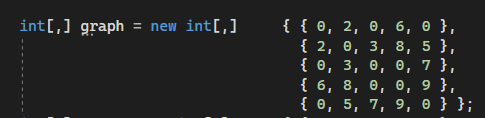 int[,] graph = new int[,] { { 0, 2, 0, 6, 0 },
{ 2, 0, 3, 8, 5 },
{ 0, 3, 0, 0, 7 },
{ 6, 8, 0, 0, 9 },
{ 0, 5, 7, 9, 0 } };